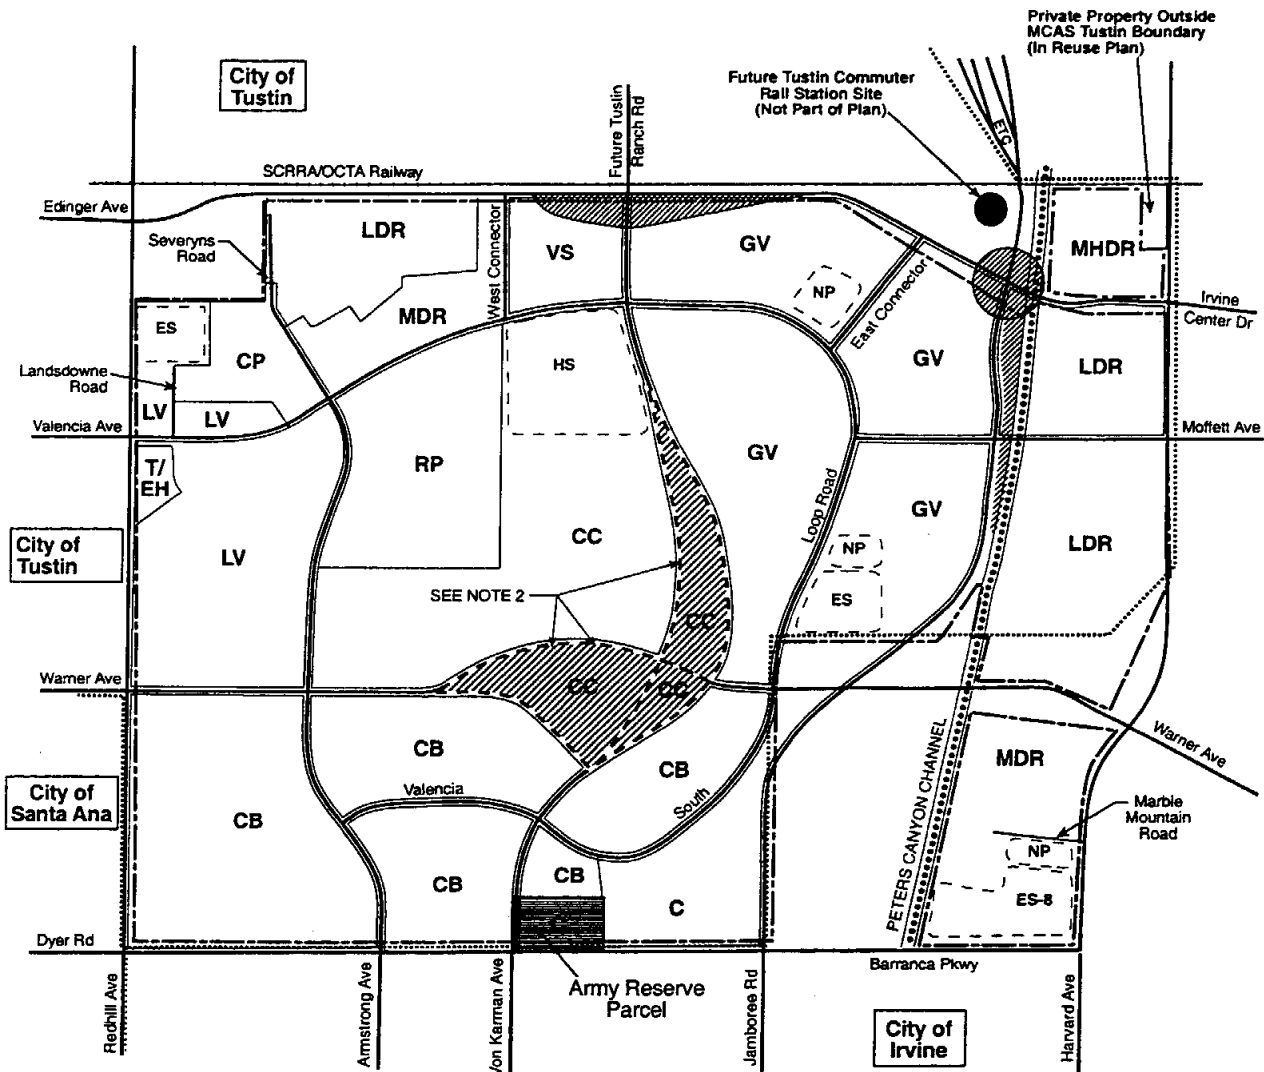 Private Property Outside
MCAS Tustin Boundary
(In Reuse Plan)
City of
Tustin
Future Tustin Commuter
Rail Station Site
(Not Part of Plan)
Future Tustin
Ranch Rd
ETC
SCRRA/OCTA Railway
Edinger Ave
Severyns
Road
LDR
West Connector
VS
GV
NP
East Connector
MHDR
Irvine
Center Dr
ES
CP
MDR
HS
GV
LDR
Landsdowne
Road
LV
LV
Valencia Ave
Moffett Ave
T/
EH
RP
GV
Loop Road
GV
City of
Tustin
LV
CC
NP
LDR
SEE NOTE 2
ES
CC
Warner Ave
CC
CC
Warner Ave
CB
CB
MDR
City of
Santa Ana
Valencia
South
PETERS CANYON CHANNEL
Marble
Mountain
Road
CB
NP
CB
CB
C
ES-8
Dyer Rd
Barranca Pkwy
Army Reserve
Parcel
Redhill Ave
Armstrong Ave
Von Karman Ave
Jamboree Rd
City of
Irvine
Harvard Ave